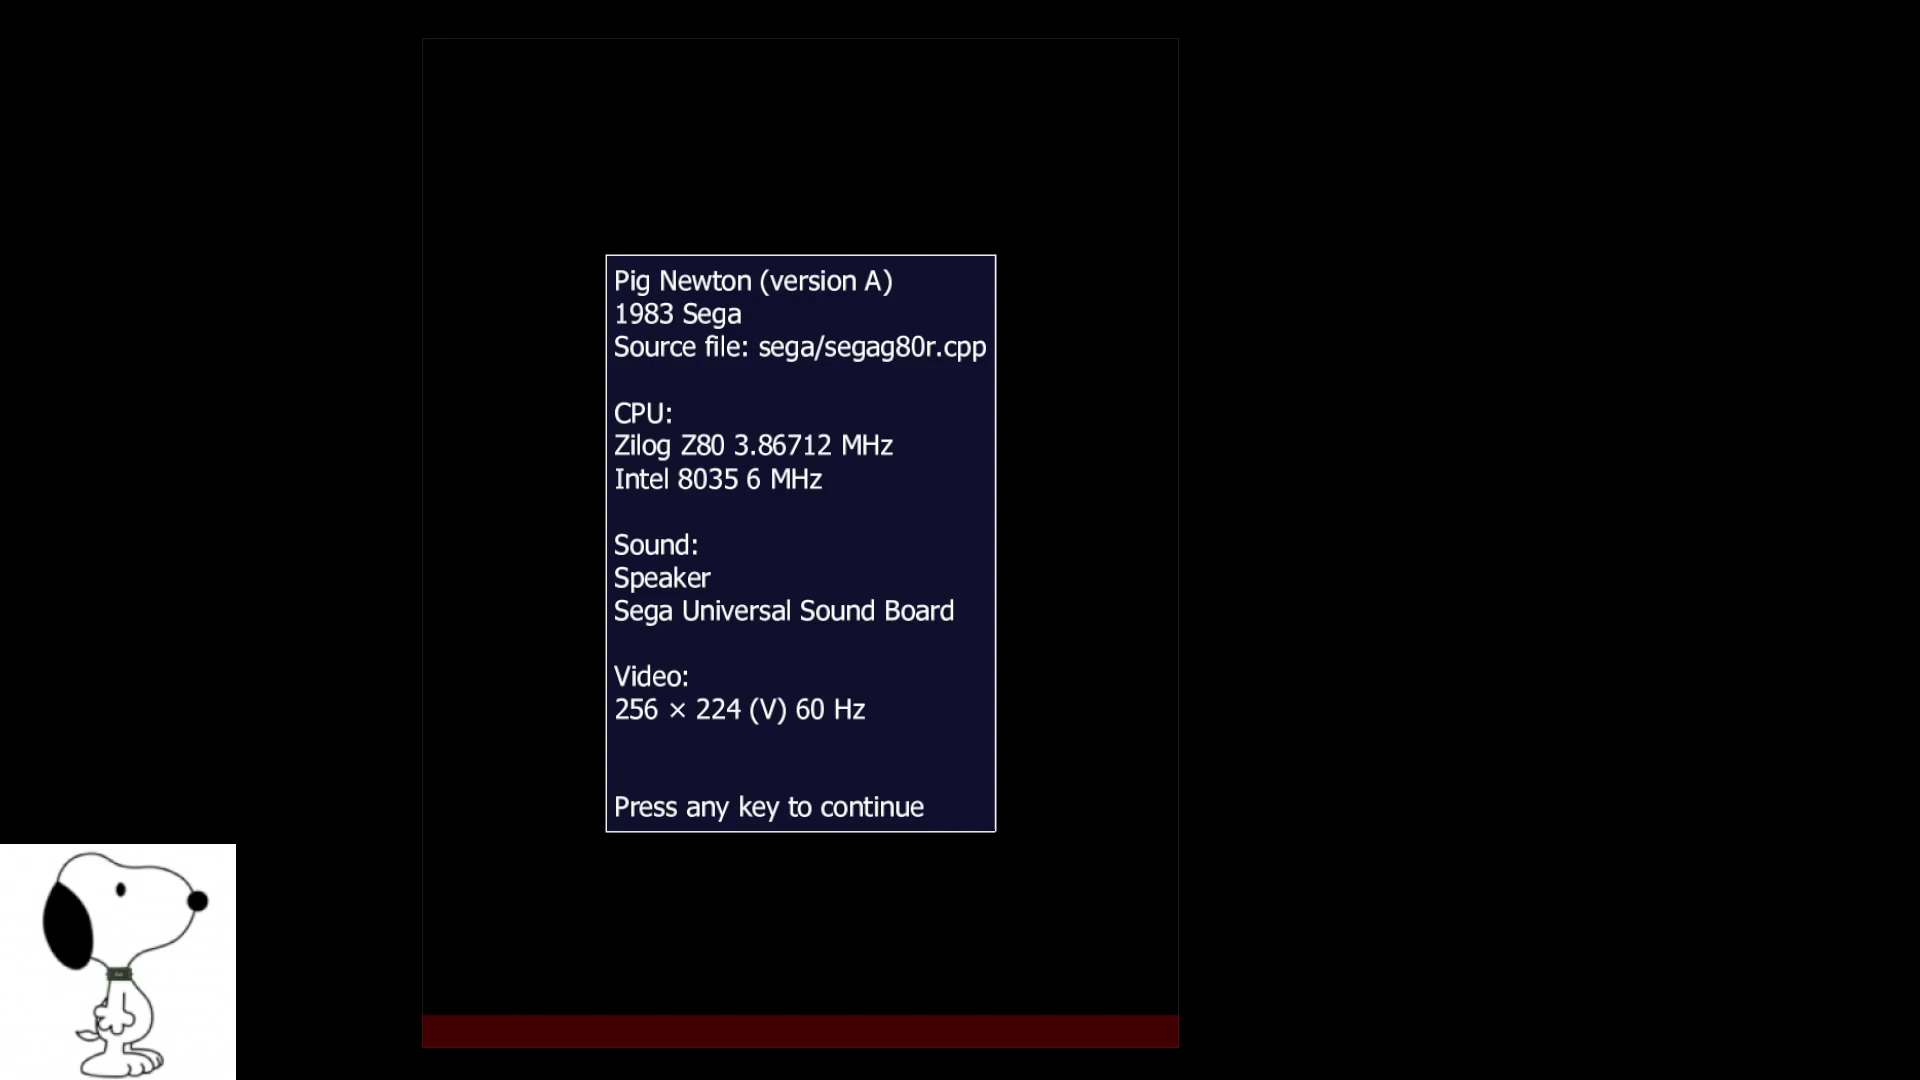 Pig Newton (version A)
1983 Sega
Source file: sega/segag80r.cpp
CPU:
Zilog Z80 3.86712 MHz
Intel 8035 6 MHz
Sound:
Speaker
Sega Universal Sound Board
Video:
256 × 224 (V) 60 Hz
Press any key to continue